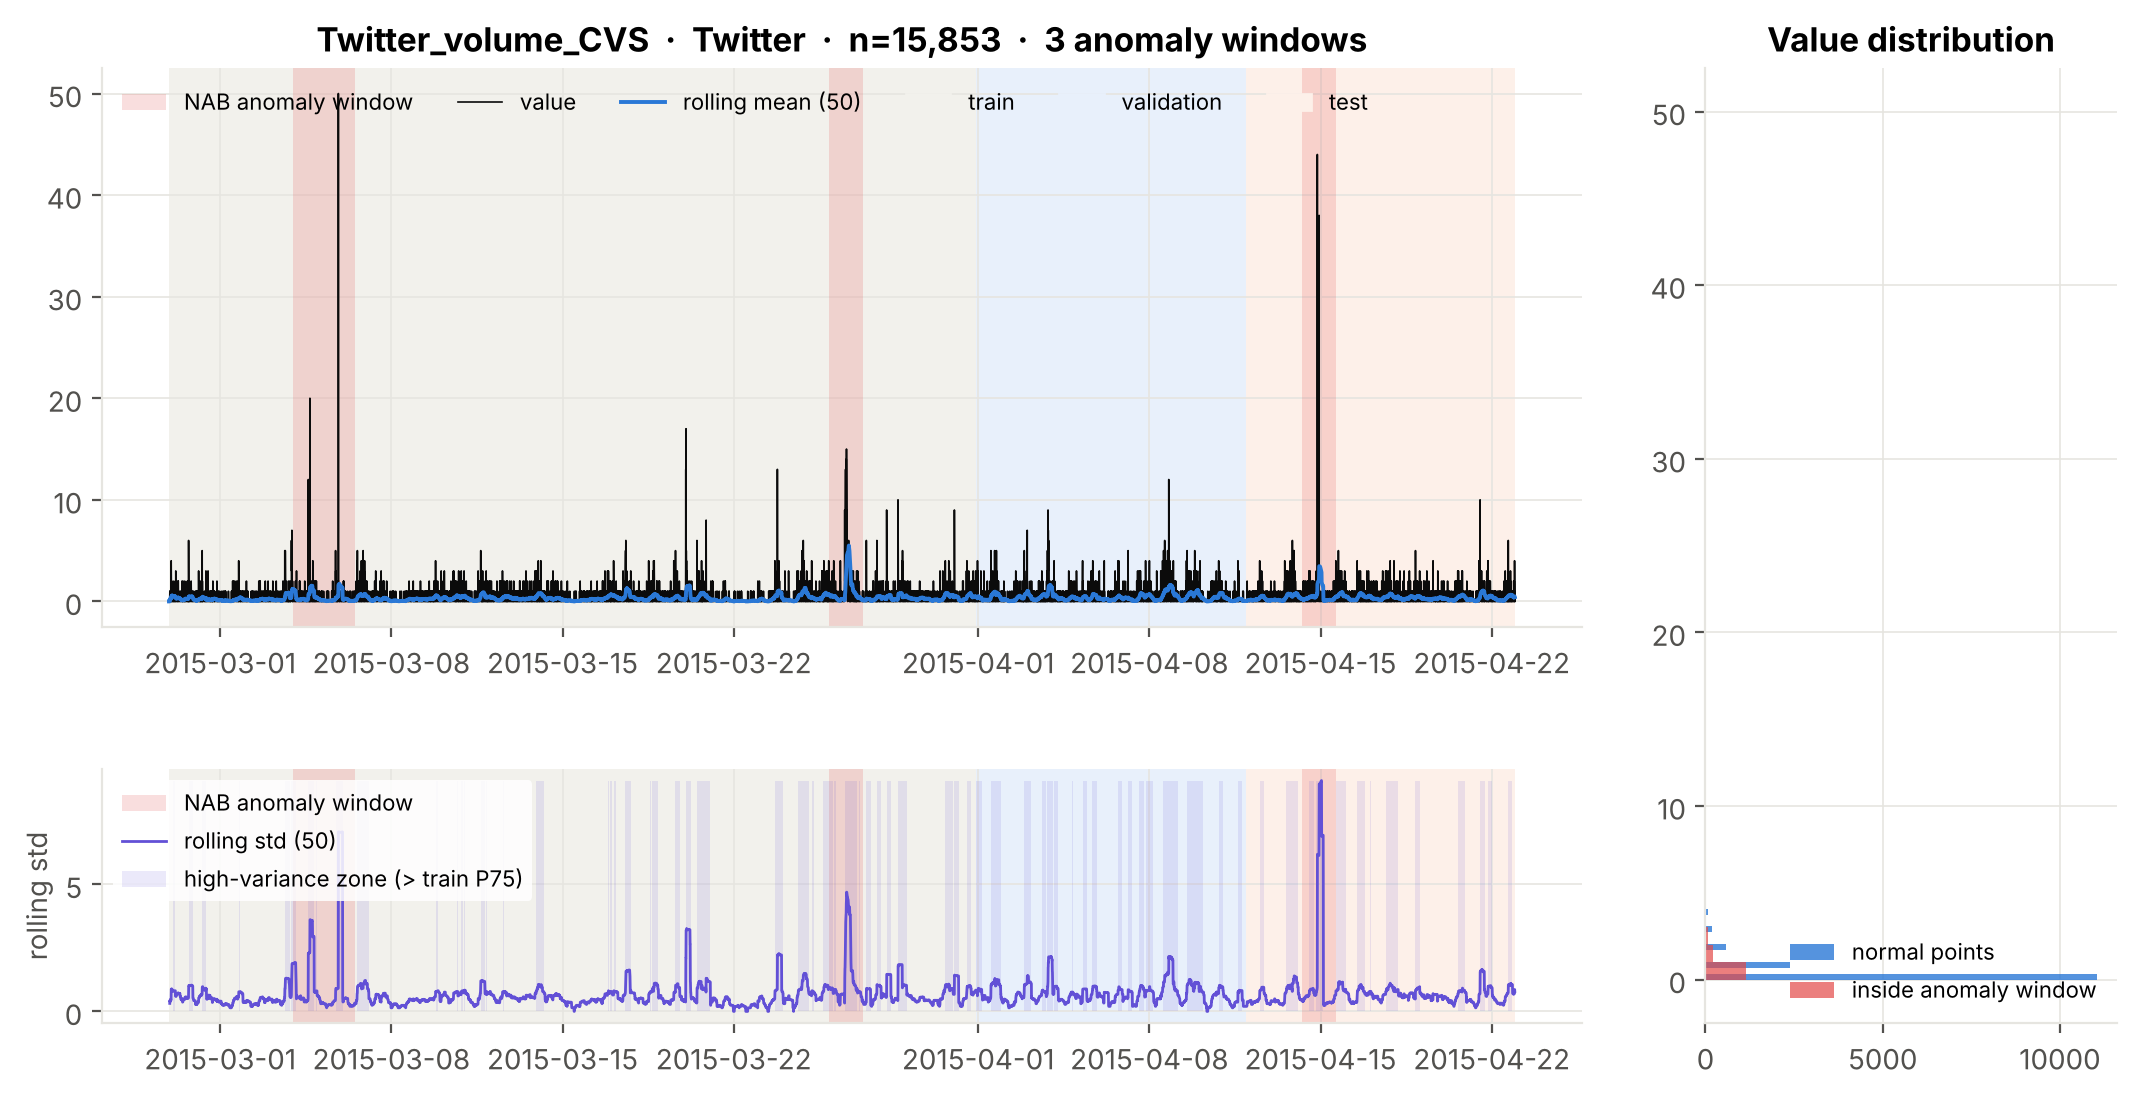 Twitter_volume_CVS · Twitter · n=15,853 · 3 anomaly windows
NAB anomaly window value rolling mean (50) train validation test
50
40
30
20
10
0
2015-03-01 2015-03-08 2015-03-15 2015-03-22 2015-04-01 2015-04-08 2015-04-15 2015-04-22
rolling std
NAB anomaly window
rolling std (50)
high-variance zone (> train P75)
5
0
2015-03-01 2015-03-08 2015-03-15 2015-03-22 2015-04-01 2015-04-08 2015-04-15 2015-04-22
Value distribution
50
40
30
20
10
0
normal points
inside anomaly window
0 5000 10000